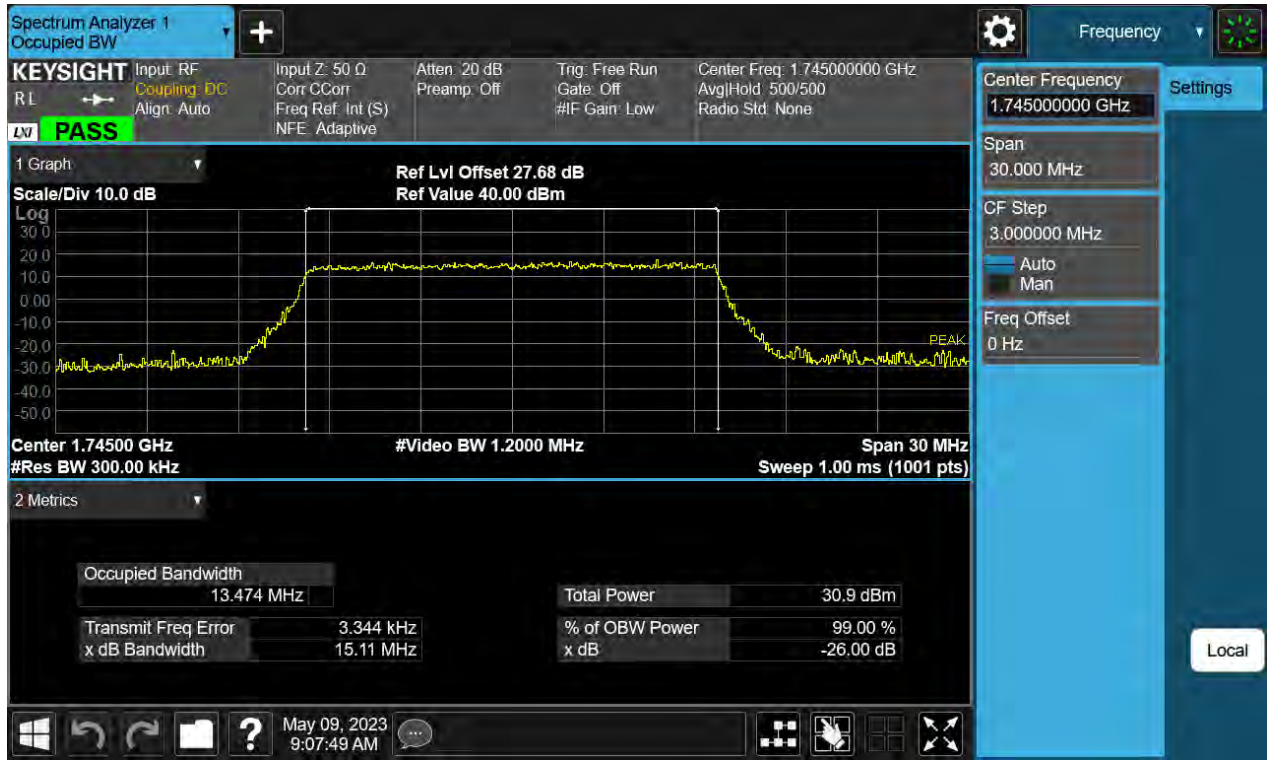 Spectrum Analyzer 1
Occupied BW
Frequency
KEYSIGHT
RL
LXI
PASS
Input: RF
Coupling: DC
Align: Auto
Input Z: 50 Ω
Corr CCorr
Freq Ref: Int (S)
NFE: Adaptive
Atten: 20 dB
Preamp: Off
Trig: Free Run
Gate: Off
#IF Gain: Low
Center Freq: 1.745000000 GHz
Avg|Hold: 500/500
Radio Std: None
1 Graph
Scale/Div 10.0 dB
Ref Lvl Offset 27.68 dB
Ref Value 40.00 dBm
Log
30.0
20.0
10.0
0.00
-10.0
-20.0
-30.0
-40.0
-50.0
PEAK
Center 1.74500 GHz
#Video BW 1.2000 MHz
Span 30 MHz
#Res BW 300.00 kHz
Sweep 1.00 ms (1001 pts)
2 Metrics
Occupied Bandwidth
13.474 MHz
Total Power 30.9 dBm
Transmit Freq Error 3.344 kHz
% of OBW Power 99.00 %
x dB Bandwidth 15.11 MHz
x dB -26.00 dB
Center Frequency
1.745000000 GHz
Settings
Span
30.000 MHz
CF Step
3.000000 MHz
Auto
Man
Freq Offset
0 Hz
Local
?
May 09, 2023
9:07:49 AM